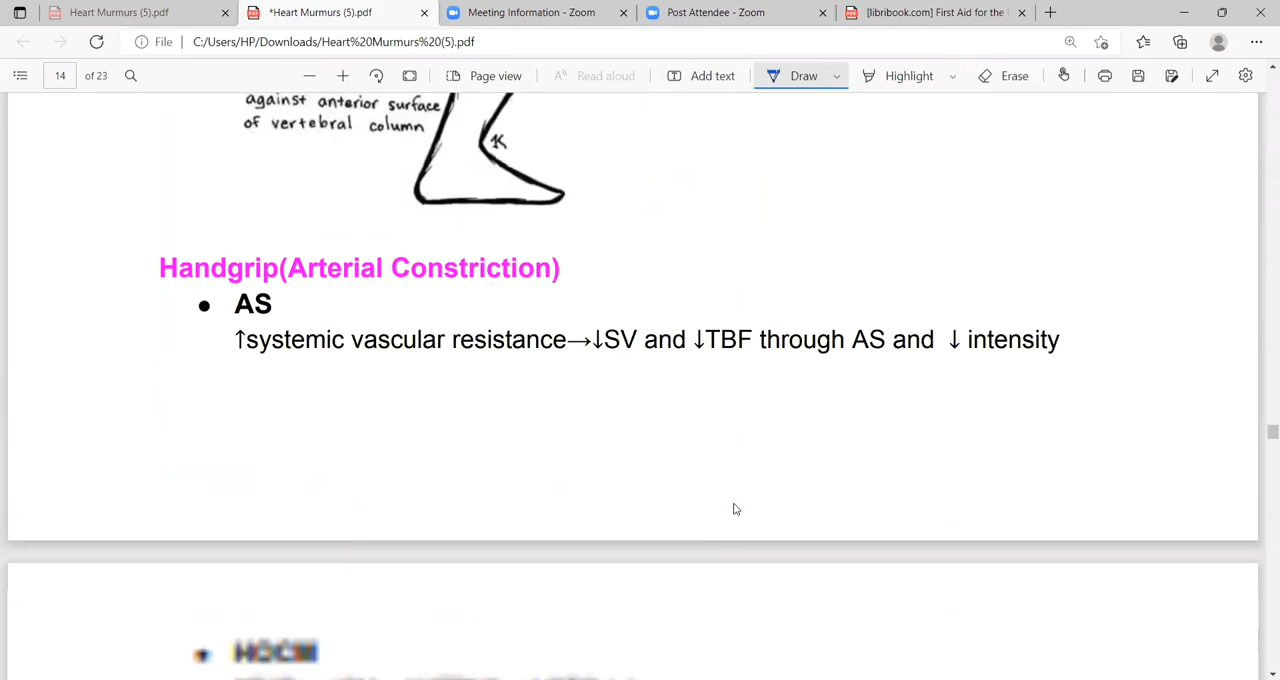 Heart Murmurs (5).pdf
*Heart Murmurs (5).pdf
Meeting Information - Zoom
Post Attendee - Zoom
[libribook.com] First Aid for the
File
C:/Users/HP/Downloads/Heart%20Murmurs%20(5).pdf
14
of 23
Page view
Read aloud
Add text
Draw
Highlight
Erase
against anterior surface
of vertebral column
Handgrip(Arterial Constriction)
● AS
↑systemic vascular resistance→↓SV and ↓TBF through AS and ↓ intensity
HOCM